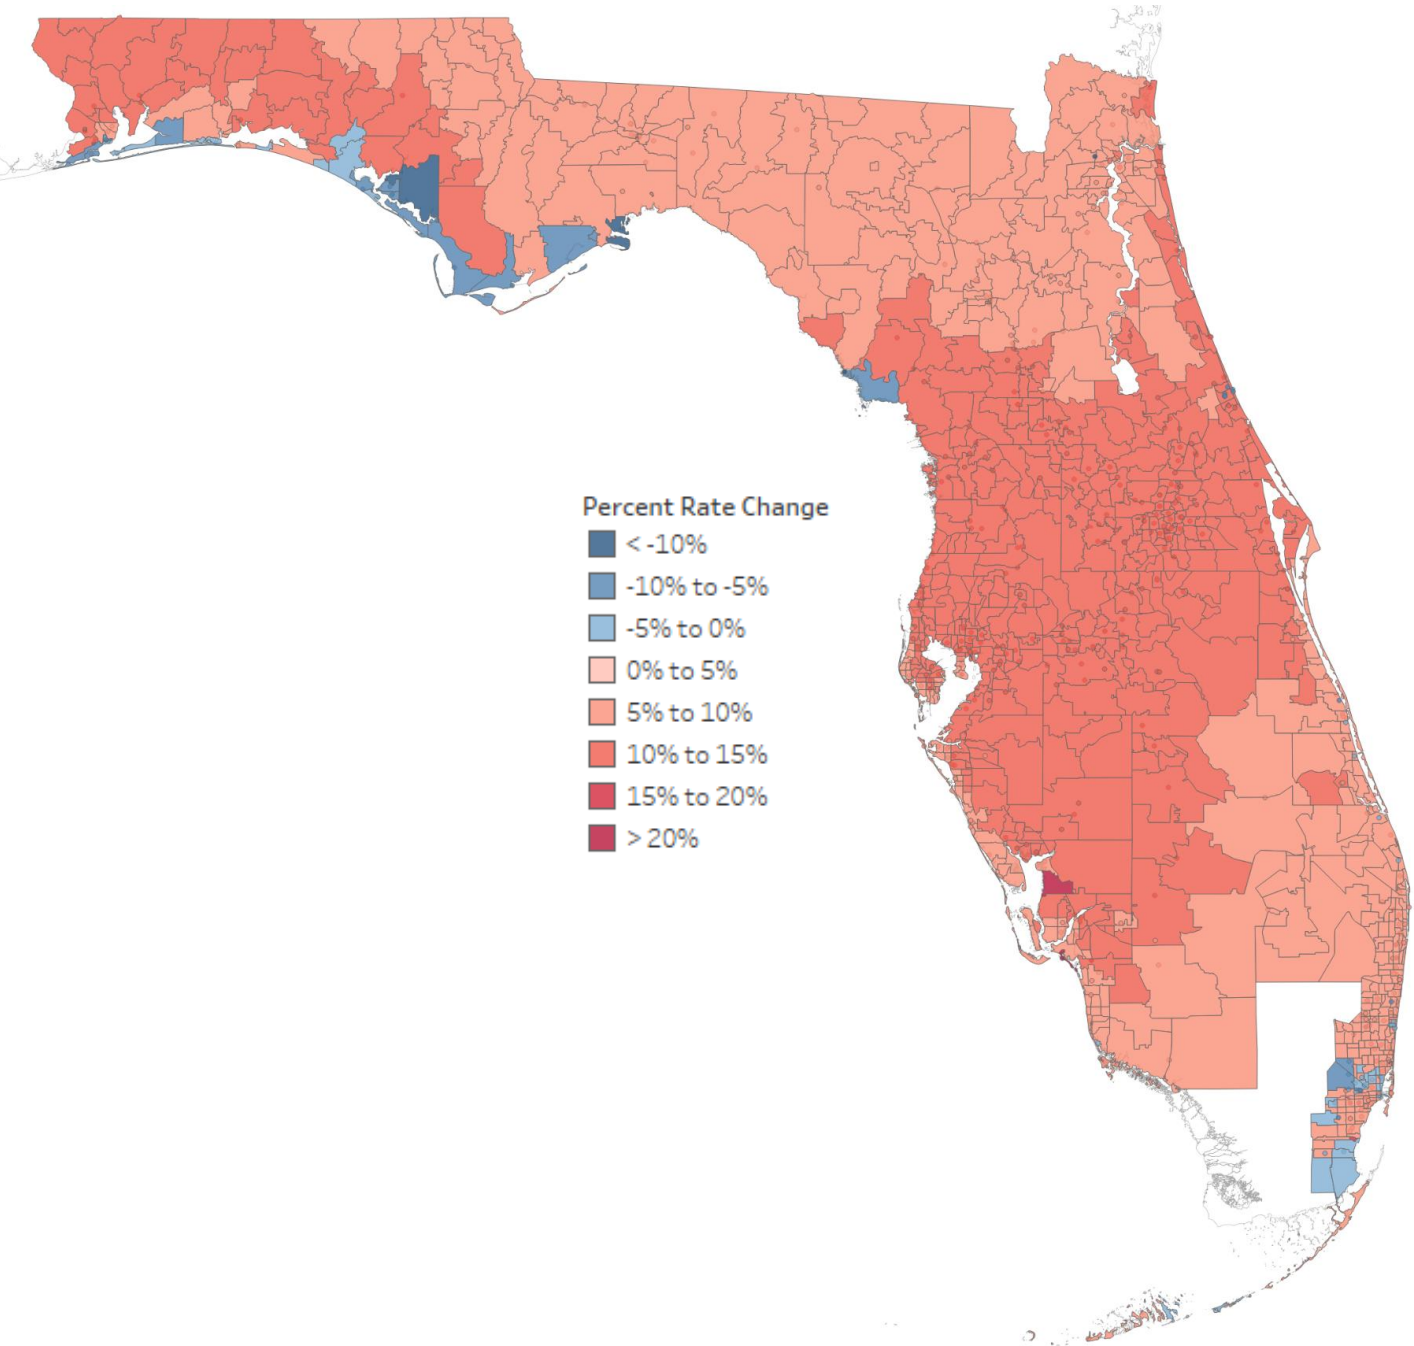 Percent Rate Change
< -10%
-10% to -5%
-5% to 0%
0% to 5%
5% to 10%
10% to 15%
15% to 20%
> 20%